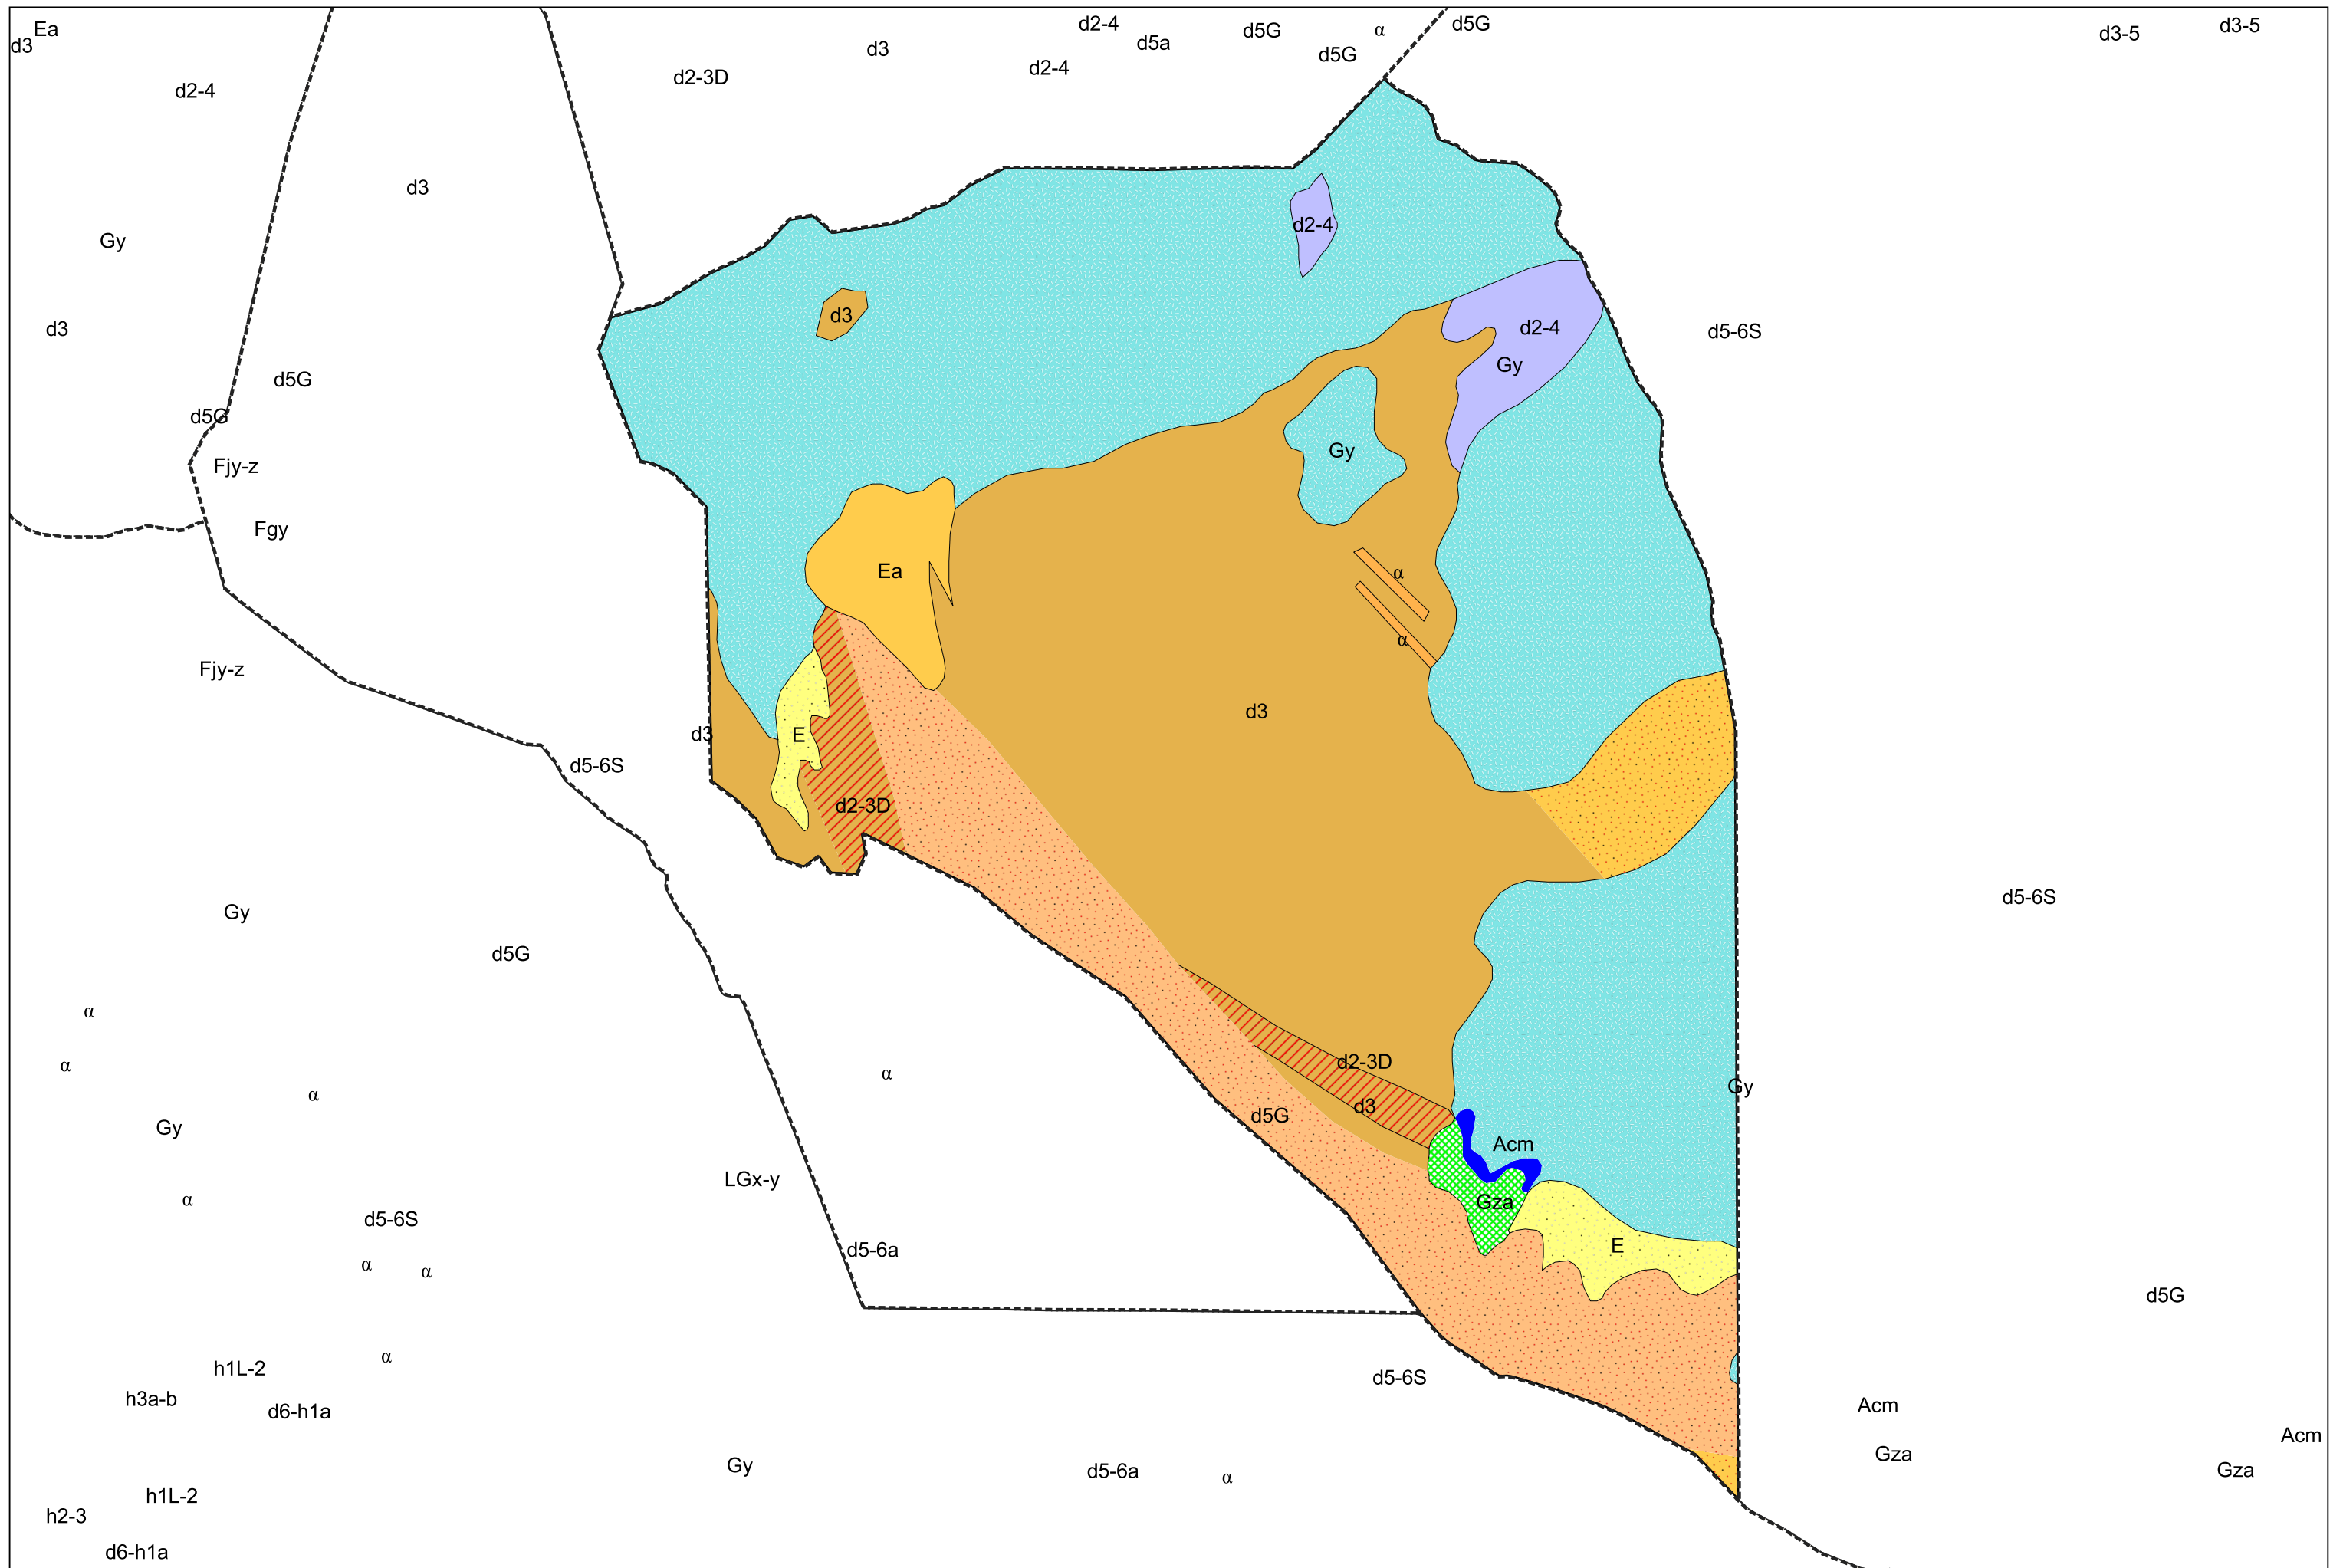 Ea
d3
d2-4
d3
d2-3D
d3
d2-4
d2-4
d5a
d5G
d5G
α
d5G
d3-5
d3-5
Gy
d2-4
d3
d3
d2-4
Gy
d5-6S
d5G
d5G
Fjy-z
Gy
Fgy
Ea
α
α
Fjy-z
d3
d3
E
d5-6S
d2-3D
d5-6S
Gy
d5G
α
α
α
α
d2-3D
Gy
d3
d5G
Gy
Acm
LGx-y
α
Gza
d5-6S
d5-6a
E
α
α
d5G
α
h1L-2
d5-6S
h3a-b
d6-h1a
Acm
Acm
Gza
Gy
d5-6a
α
Gza
h1L-2
h2-3
d6-h1a